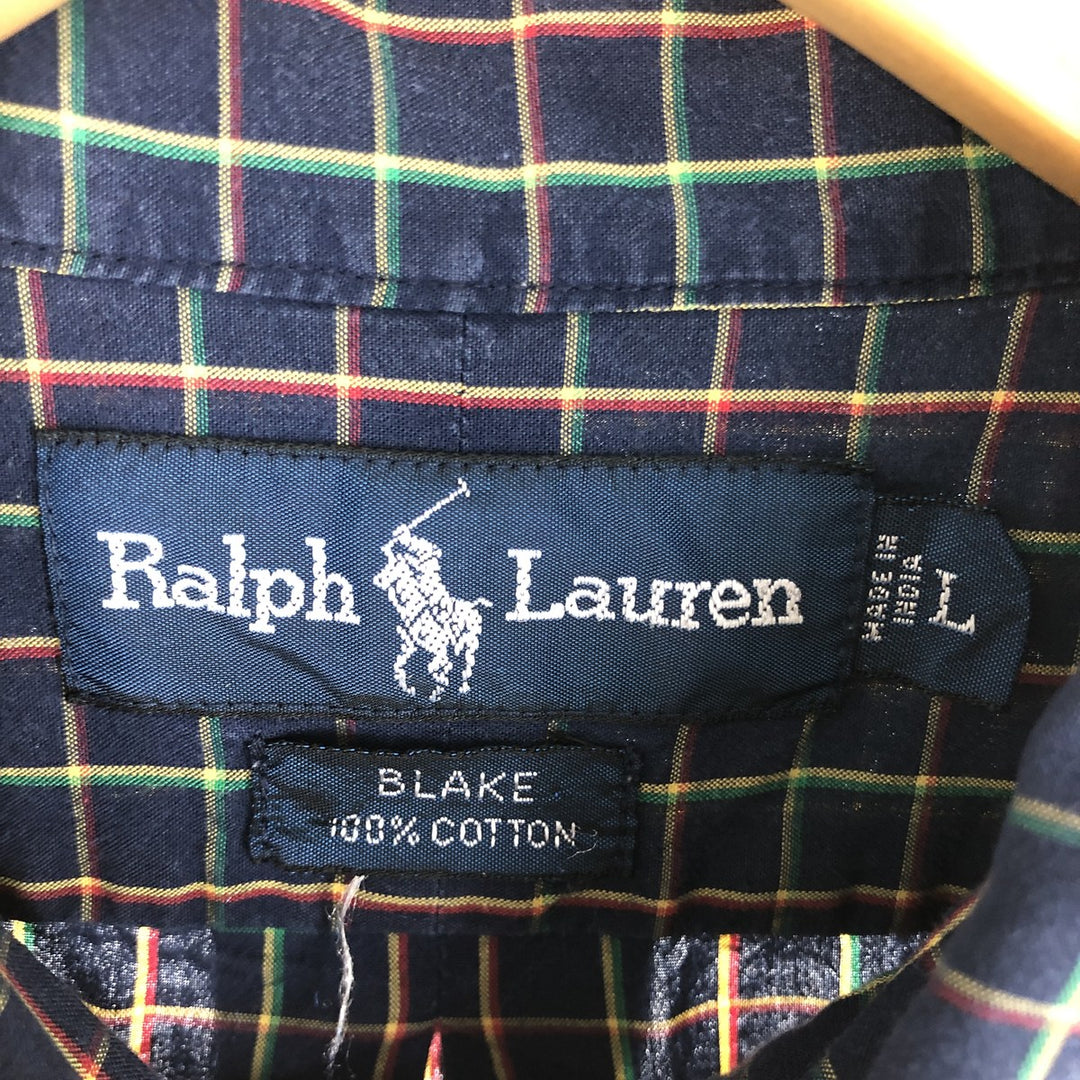 Ralph Lauren
MADE IN
INDIA
L
BLAKE
100% COTTON